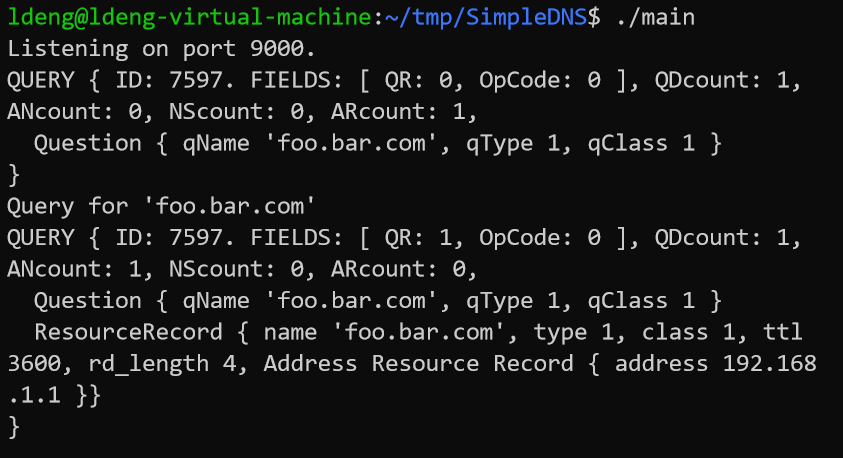 ldeng@ldeng-virtual-machine:~/tmp/SimpleDNS$ ./main
Listening on port 9000.
QUERY { ID: 7597. FIELDS: [ QR: 0, OpCode: 0 ], QDcount: 1,
ANcount: 0, NScount: 0, ARcount: 1,
  Question { qName 'foo.bar.com', qType 1, qClass 1 }
}
Query for 'foo.bar.com'
QUERY { ID: 7597. FIELDS: [ QR: 1, OpCode: 0 ], QDcount: 1,
ANcount: 1, NScount: 0, ARcount: 0,
  Question { qName 'foo.bar.com', qType 1, qClass 1 }
  ResourceRecord { name 'foo.bar.com', type 1, class 1, ttl
3600, rd_length 4, Address Resource Record { address 192.168
.1.1 }}
}